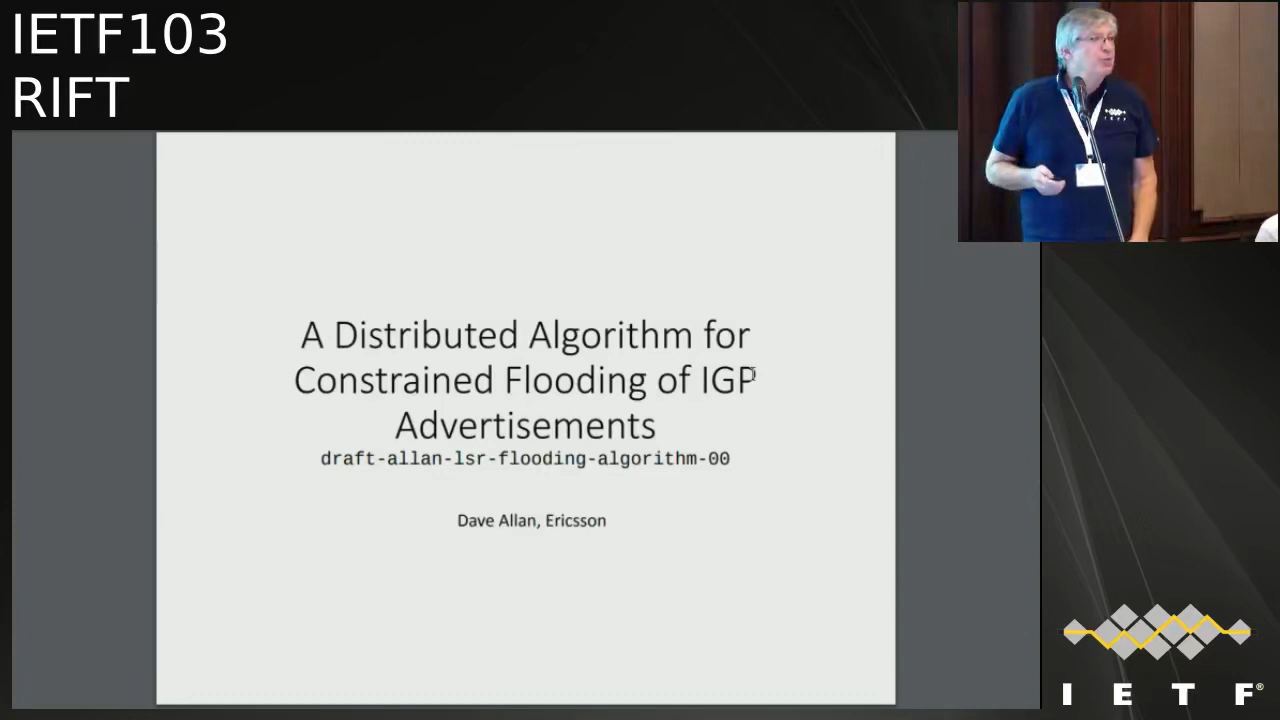 IETF103
RIFT
A Distributed Algorithm for
Constrained Flooding of IGP
Advertisements
draft-allan-lsr-flooding-algorithm-00
Dave Allan, Ericsson
I E T F®